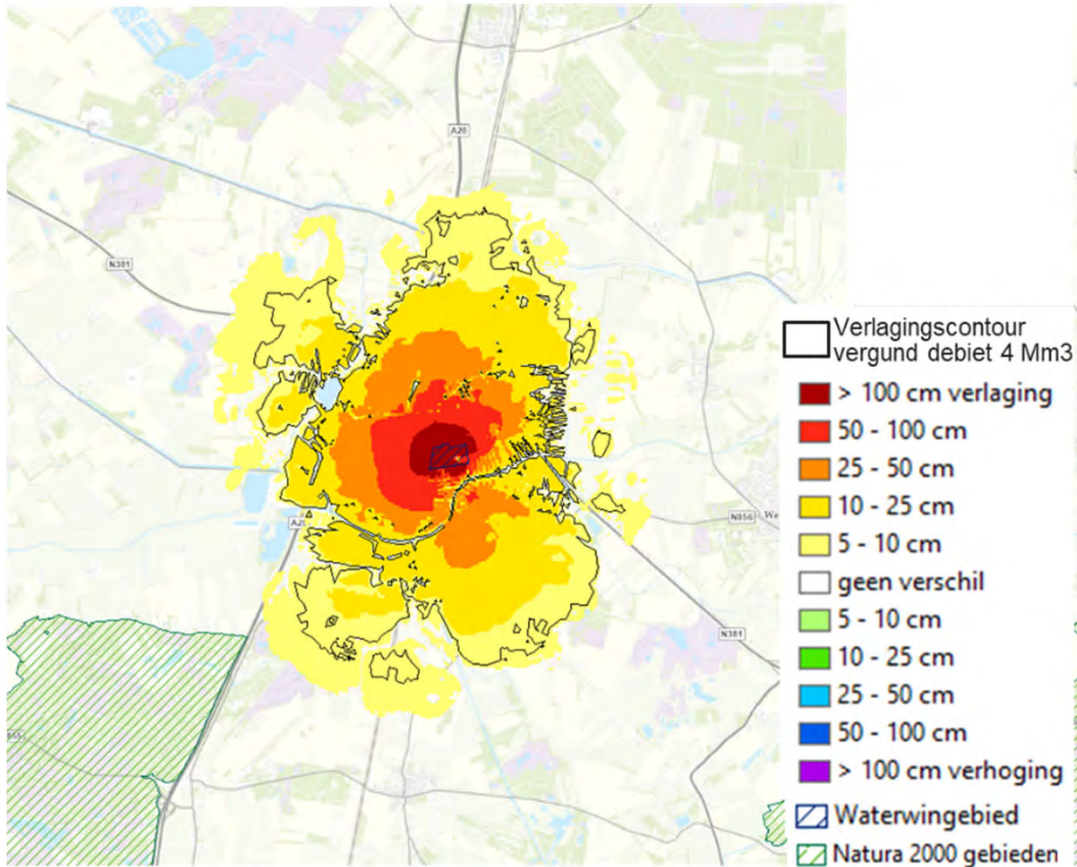 A28
N381
Verlagingscontour
vergund debiet 4 Mm3
> 100 cm verlaging
50 - 100 cm
25 - 50 cm
10 - 25 cm
5 - 10 cm
geen verschil
5 - 10 cm
10 - 25 cm
25 - 50 cm
50 - 100 cm
> 100 cm verhoging
Waterwingebied
Natura 2000 gebieden
N856
We
N381